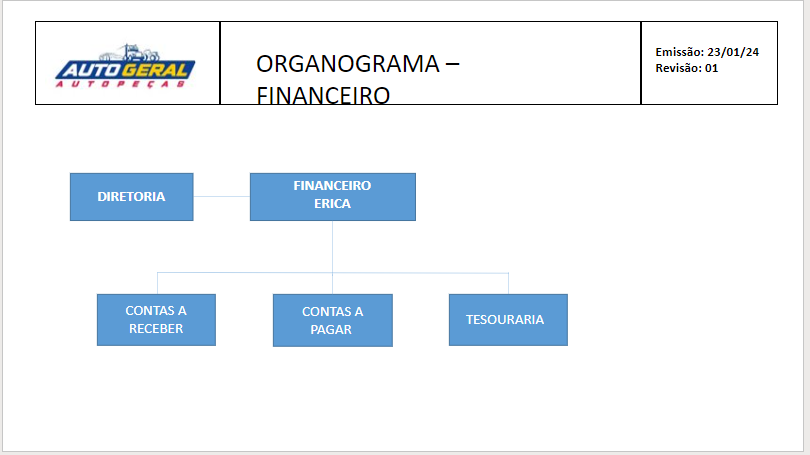 AUTO GERAL
AUTOPEÇAS
ORGANOGRAMA –
FINANCEIRO
Emissão: 23/01/24
Revisão: 01
DIRETORIA
FINANCEIRO
ERICA
CONTAS A
RECEBER
CONTAS A
PAGAR
TESOURARIA